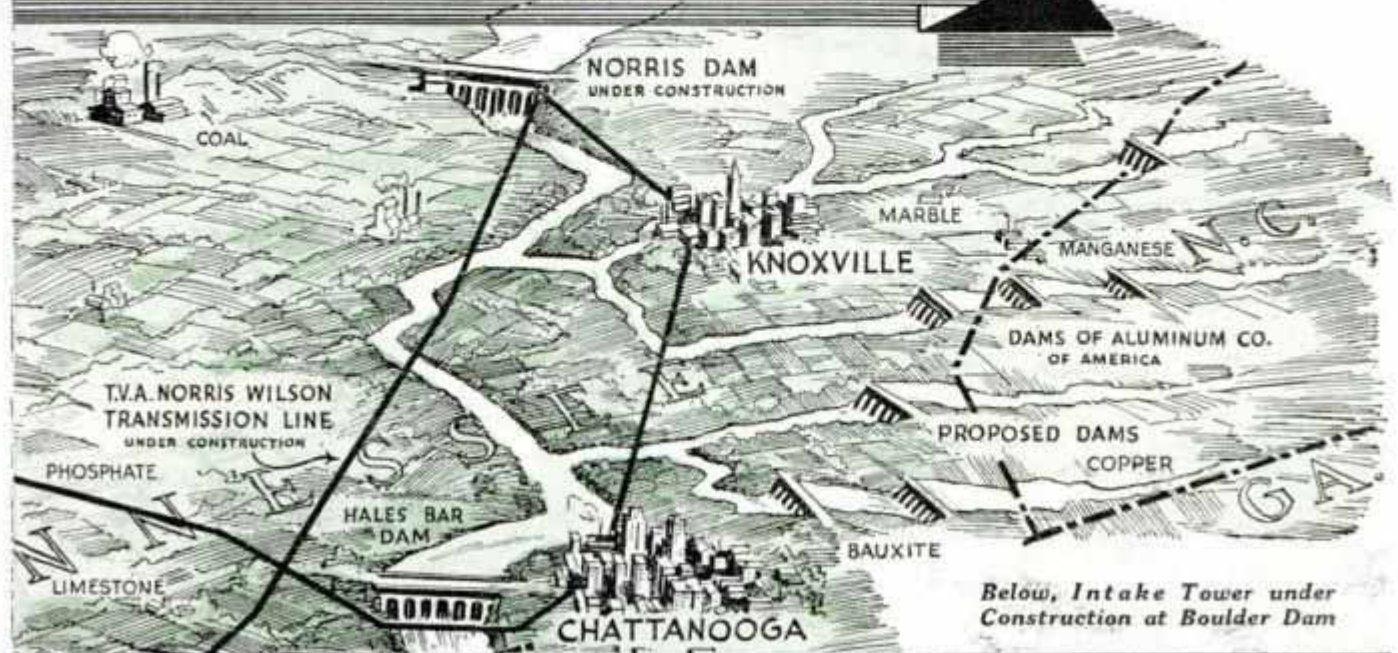 NORRIS DAM
UNDER CONSTRUCTION
COAL
MARBLE
MANGANESE
N.C.
KNOXVILLE
DAMS OF ALUMINUM CO.
OF AMERICA
T.V.A. NORRIS WILSON
TRANSMISSION LINE
UNDER CONSTRUCTION
PROPOSED DAMS
COPPER
PHOSPHATE
NNESSEE
GA.
HALES BAR
DAM
BAUXITE
LIMESTONE
CHATTANOOGA
Below, Intake Tower under
Construction at Boulder Dam